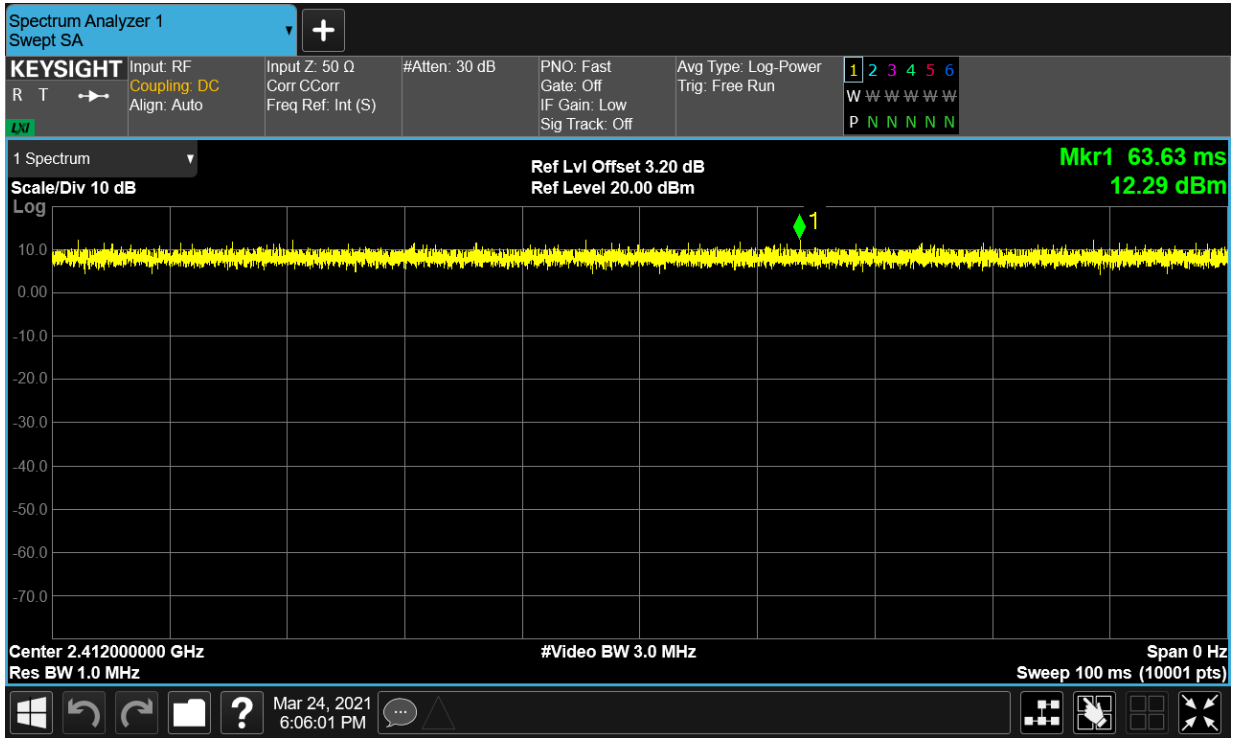 Spectrum Analyzer 1
Swept SA
KEYSIGHT
R T
LXI
Input: RF
Coupling: DC
Align: Auto
Input Z: 50 Ω
Corr CCorr
Freq Ref: Int (S)
#Atten: 30 dB
PNO: Fast
Gate: Off
IF Gain: Low
Sig Track: Off
Avg Type: Log-Power
Trig: Free Run
1 2 3 4 5 6
W W W W W W
P N N N N N
1 Spectrum
Scale/Div 10 dB
Log
Ref Lvl Offset 3.20 dB
Ref Level 20.00 dBm
Mkr1 63.63 ms
12.29 dBm
1
10.0
0.00
-10.0
-20.0
-30.0
-40.0
-50.0
-60.0
-70.0
Center 2.412000000 GHz
Res BW 1.0 MHz
#Video BW 3.0 MHz
Span 0 Hz
Sweep 100 ms (10001 pts)
?
Mar 24, 2021
6:06:01 PM